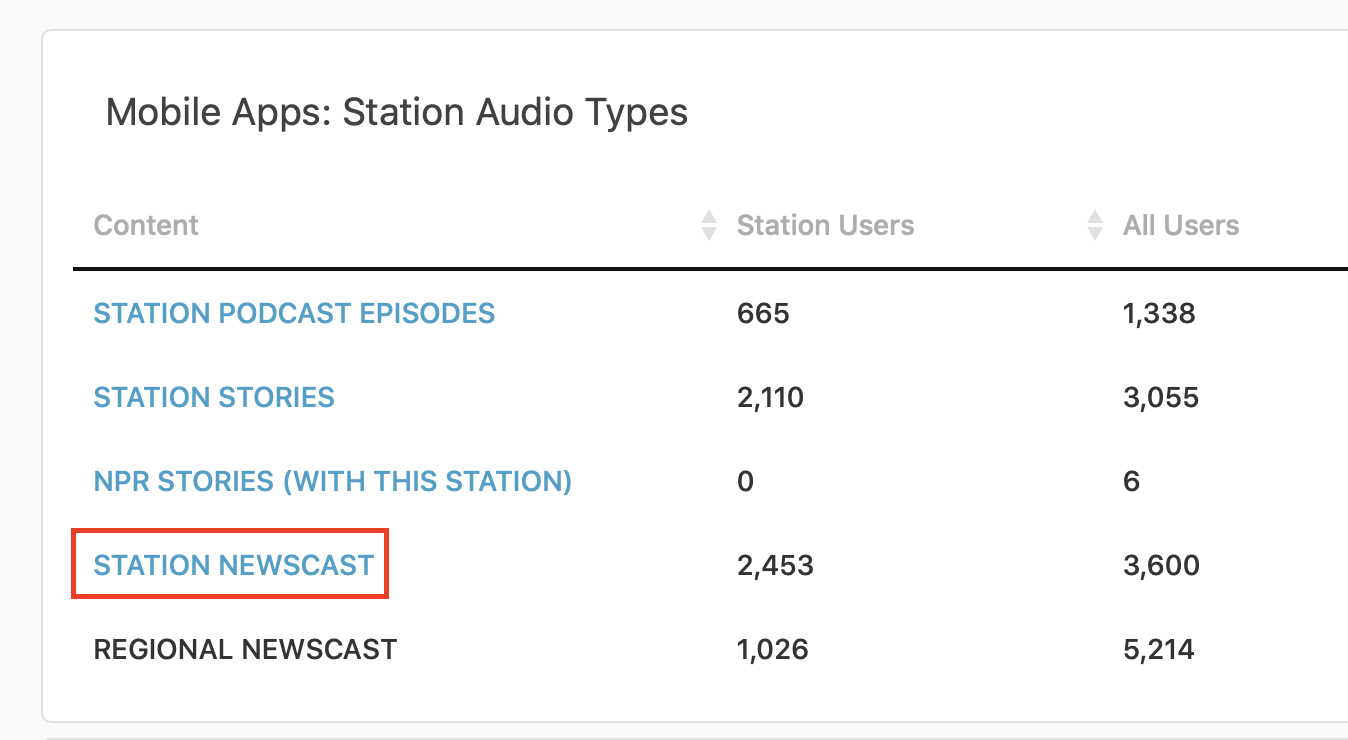 Mobile Apps: Station Audio Types
Content Station Users All Users
STATION PODCAST EPISODES 665 1,338
STATION STORIES 2,110 3,055
NPR STORIES (WITH THIS STATION) 0 6
STATION NEWSCAST 2,453 3,600
REGIONAL NEWSCAST 1,026 5,214